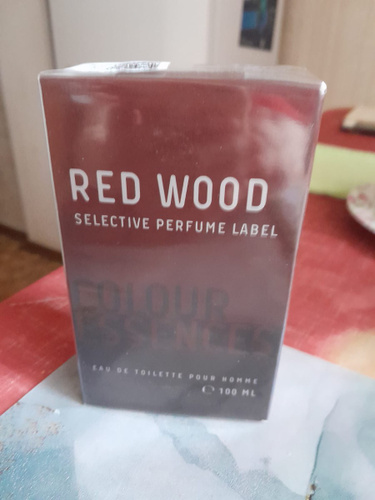 RED WOOD
SELECTIVE PERFUME LABEL
COLOUR
ESSENCES
EAU DE TOILETTE POUR HOMME
℮ 100 ML